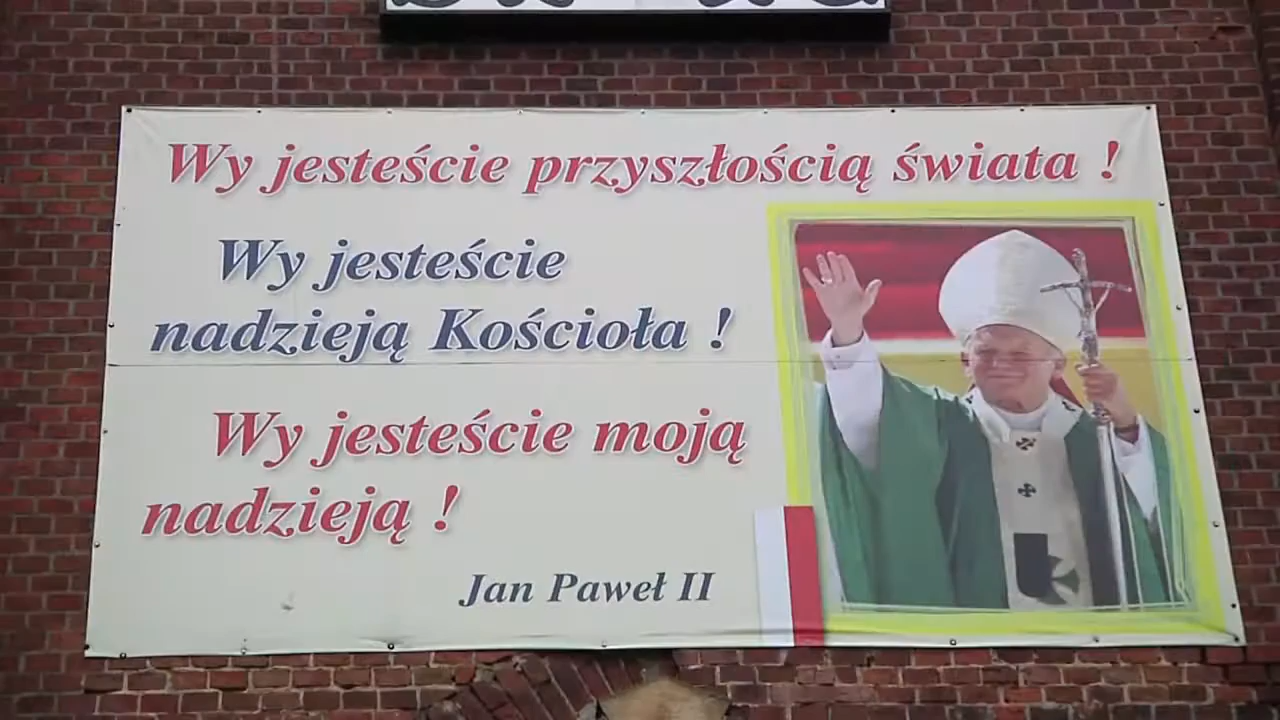 Wy jesteście przyszłością świata !
Wy jesteście
nadzieją Kościoła !
Wy jesteście moją
nadzieją !
Jan Paweł II